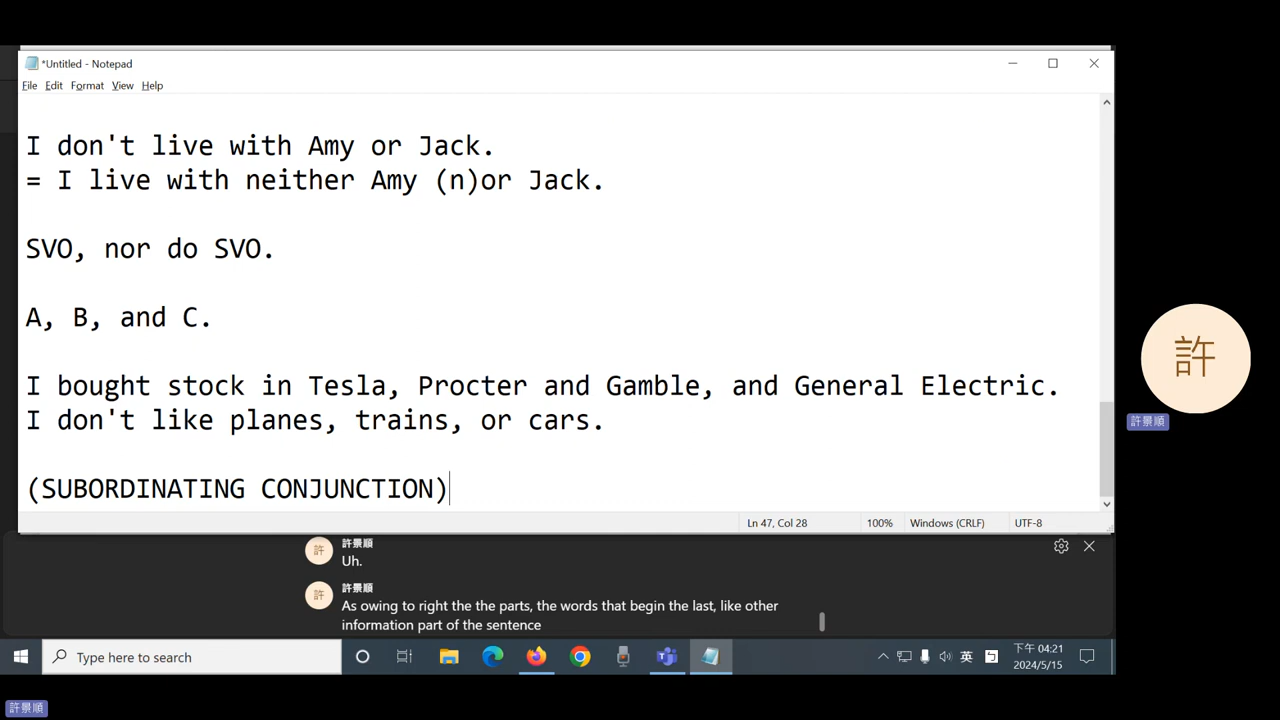 *Untitled - Notepad
File Edit Format View Help
I don't live with Amy or Jack.
= I live with neither Amy (n)or Jack.
SVO, nor do SVO.
A, B, and C.
I bought stock in Tesla, Procter and Gamble, and General Electric.
I don't like planes, trains, or cars.
(SUBORDINATING CONJUNCTION)
Ln 47, Col 28 100% Windows (CRLF) UTF-8
許
許景順
許 許景順
Uh.
許 許景順
As owing to right the the parts, the words that begin the last, like other
information part of the sentence
Type here to search
英
下午 04:21
2024/5/15
許景順